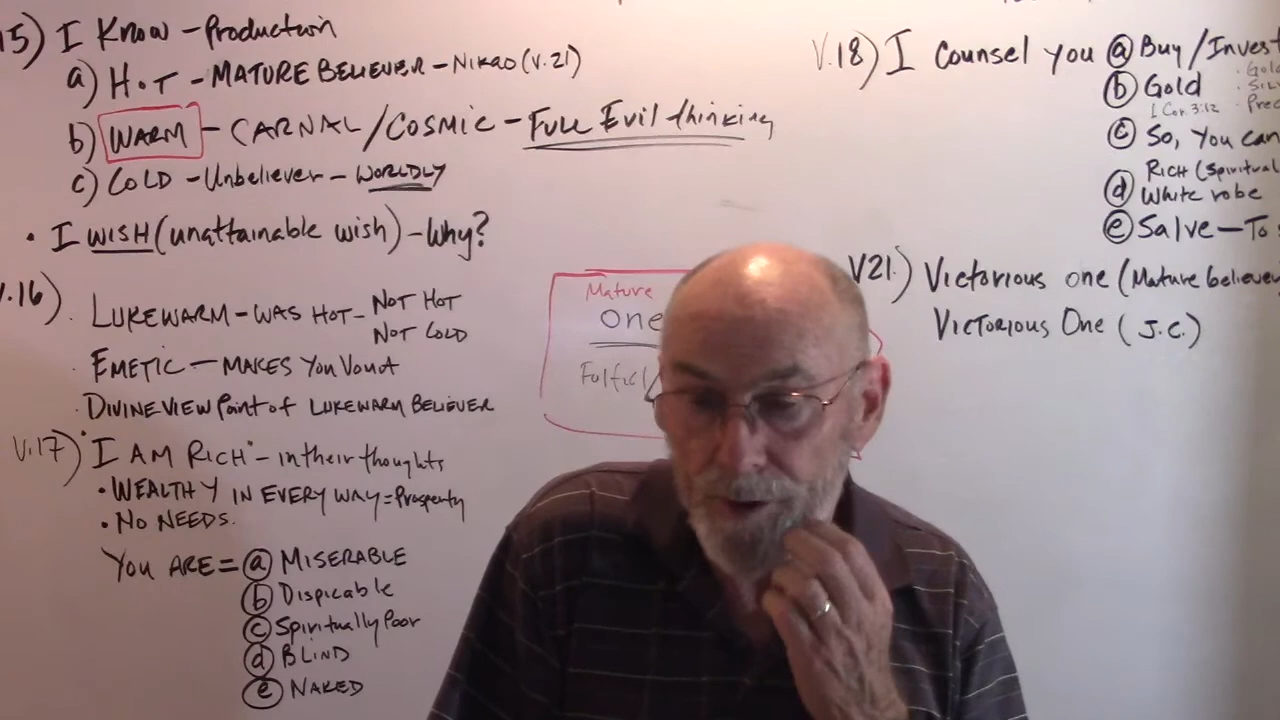 15) I Know - Production
a) HOT - MATURE BELIEVER - Nikao (V.21)
b) WARM - CARNAL / COSMIC - Full Evil thinking
c) COLD - Unbeliever - WORLDLY
• I WISH (unattainable wish) - Why?
V.16)
LUKEWARM - WAS HOT - NOT HOT
NOT COLD
EMETIC - MAKES YOU Vomit
DIVINE VIEW Point of LUKEWARM BELIEVER
V.17) "I AM RICH" - in their thoughts
• WEALTHY IN EVERY WAY = Prosperity
• NO NEEDS.
YOU ARE = a MISERABLE
b Dispicable
c Spiritually Poor
d BLIND
e NAKED
Mature
One
Fulfill
V.18) I Counsel you a Buy / Invest
b Gold
1 Cor. 3:12
c So, You can
RICH (Spiritual
d White robe
e Salve - To
V21.) Victorious one (Mature believer
Victorious One (J.C.)